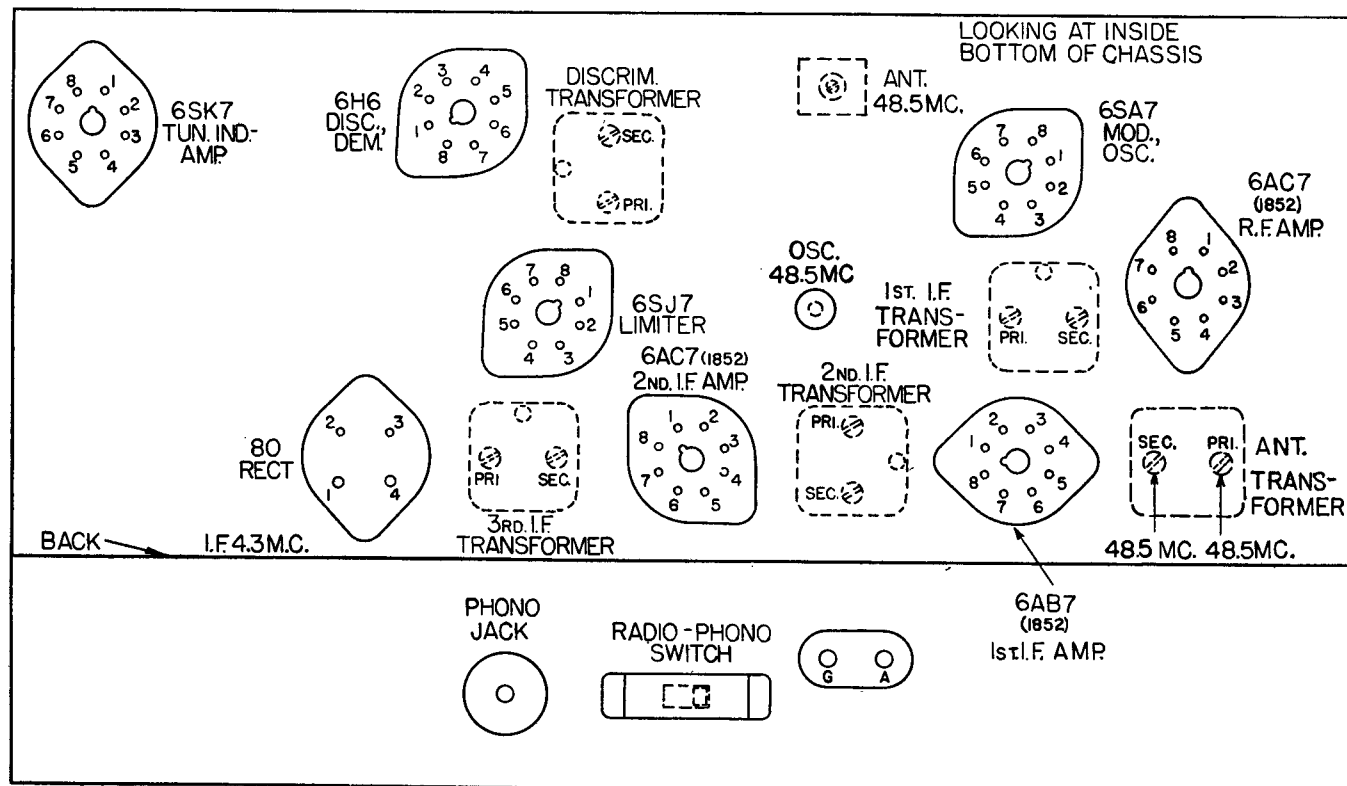 LOOKING AT INSIDE
BOTTOM OF CHASSIS
6SK7
TUN. IND.-
AMP.
8 1
7 2
6 3
5 4
6H6
DISC.,
DEM.
3 4
2 5
1 6
8 7
DISCRIM.
TRANSFORMER
SEC.
PRI.
ANT.
48.5MC.
6SA7
MOD.,
OSC.
7 8
6 1
5 2
4 3
6AC7
(1852)
R.F. AMP.
8 1
7 2
6 3
5 4
OSC.
48.5MC
1ST. I.F.
TRANS-
FORMER
PRI. SEC.
6SJ7
LIMITER
7 8
6 1
5 2
4 3
6AC7 (1852)
2ND. I.F. AMP.
1 2
8 3
7 4
6 5
2ND. I.F.
TRANSFORMER
PRI.
SEC.
80
RECT
2 3
1 4
PRI SEC.
3RD. I.F.
TRANSFORMER
2 3
1 4
8 5
7 6
SEC. PRI.
ANT.
TRANS-
FORMER
48.5 MC. 48.5MC.
BACK
I.F. 4.3 M.C.
6AB7
(1852)
1st I.F. AMP.
PHONO
JACK
RADIO-PHONO
SWITCH
G A